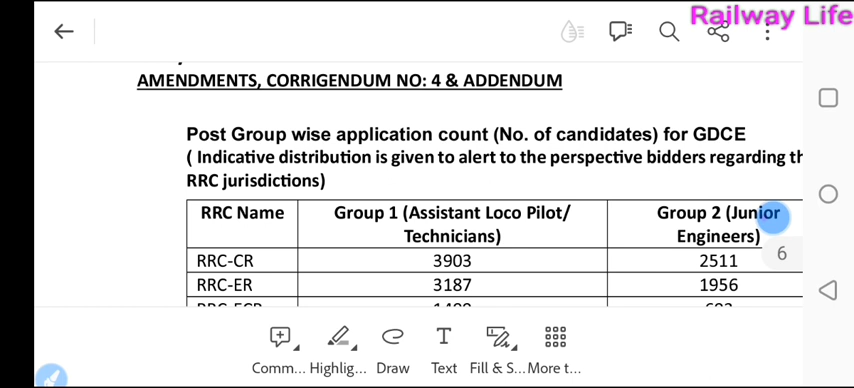 Railway Life
AMENDMENTS, CORRIGENDUM NO: 4 & ADDENDUM
Post Group wise application count (No. of candidates) for GDCE
( Indicative distribution is given to alert to the perspective bidders regarding th
RRC jurisdictions)
RRC Name
Group 1 (Assistant Loco Pilot/
Technicians)
Group 2 (Junior
Engineers)
6
RRC-CR 3903 2511
RRC-ER 3187 1956
Comm... Highlig... Draw Text Fill & S... More t...